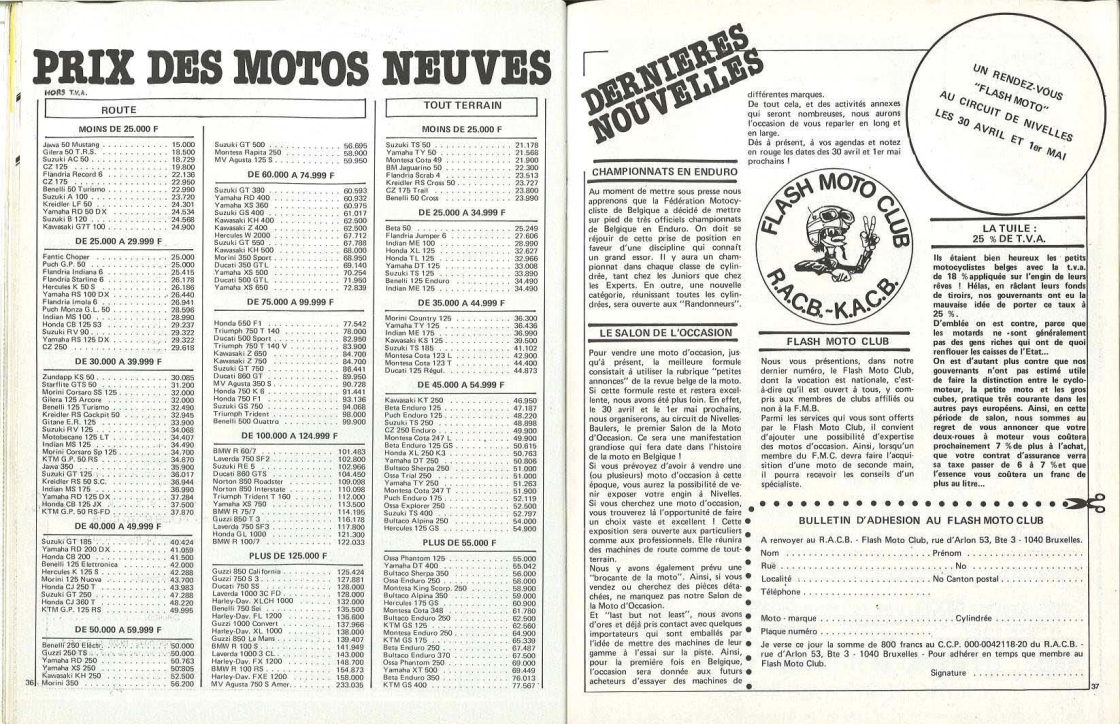 PRIX DES MOTOS NEUVES
HORS T.V.A.
ROUTE
MOINS DE 25.000 F
Jawa 50 Mustang 15.000
Gilera 50 T.R.S. 18.500
Suzuki AC 50 18.729
CZ 125 19.800
Flandria Record 6 22.136
CZ 175 22.950
Benelli 50 Turismo 22.990
Suzuki A 100 23.720
Kreidler LF 50 24.301
Yamaha RD 50 DX 24.534
Suzuki B 120 24.568
Kawasaki G7T 100 24.900
DE 25.000 A 29.999 F
Fantic Choper 25.000
Puch G.P. 50 25.000
Flandria Indiana 6 25.415
Flandria Starfire 6 26.178
Hercules K 50 S 26.186
Yamaha RS 100 DX 26.440
Flandria Imola 6 26.941
Puch Monza G.L. 50 28.596
Indian MS 100 28.990
Honda CB 125 S3 29.237
Suzuki RV 90 29.322
Yamaha RS 125 DX 29.322
CZ 250 29.618
DE 30.000 A 39.999 F
Zundapp KS 50 30.085
Starflite GTS 50 31.200
Morini Corsaro SS 125 32.000
Gilera 125 Arcore 32.000
Benelli 125 Turismo 32.490
Kreidler RS Cockpit 50 32.945
Gitane E.R. 125 33.900
Suzuki RV 125 34.068
Motobecane 125 LT 34.407
Indian MS 125 34.490
Morini Corsaro Sp 125 34.700
KTM G.P. 50 RS 34.870
Jawa 350 35.900
Suzuki GT 125 36.017
Kreidler RS 50 S.C. 36.944
Indian MS 175 36.990
Yamaha RD 125 DX 37.284
Honda CB 125 JX 37.500
KTM G.P. 50 RS-FD 37.870
DE 40.000 A 49.999 F
Suzuki GT 185 40.424
Yamaha RD 200 DX 41.059
Honda CB 200 41.500
Benelli 125 Elettronica 42.000
Hercules K 125 S 42.288
Morini 125 Nuova 43.700
Honda CJ 250 T 43.983
Suzuki GT 250 47.288
Honda CJ 360 T 48.220
KTM G.P. 125 RS 49.995
DE 50.000 A 59.999 F
Benelli 250 Electr. 50.000
Guzzi 250 TS 50.000
Yamaha RD 250 50.763
Yamaha XS 250 50.805
Kawasaki KH 250 52.500
Morini 350 56.200
36
Suzuki GT 500 56.695
Montesa Rapita 250 58.900
MV Agusta 125 S 59.950
DE 60.000 A 74.999 F
Suzuki GT 380 60.593
Yamaha RD 400 60.932
Yamaha XS 360 60.975
Suzuki GS 400 61.017
Kawasaki KH 400 62.500
Kawasaki Z 400 62.500
Hercules W 2000 67.712
Suzuki GT 550 67.788
Kawasaki KH 500 68.000
Morini 350 Sport 68.950
Ducati 350 GTL 69.140
Yamaha XS 500 70.254
Ducati 500 GTL 71.950
Yamaha XS 650 72.839
DE 75.000 A 99.999 F
Honda 550 F1 77.542
Triumph 750 T 140 78.000
Ducati 500 Sport 82.950
Triumph 750 T 140 V 83.900
Kawasaki Z 650 84.700
Kawasaki Z 750 84.700
Suzuki GT 750 86.441
Ducati 860 GT 89.950
MV Agusta 350 S 90.728
Honda 750 K 6 91.441
Honda 750 F1 93.136
Suzuki GS 750 94.068
Triumph Trident 98.000
Benelli 500 Quattro 99.900
DE 100.000 A 124.999 F
BMW R 60/7 101.483
Laverda 750 SF2 102.800
Suzuki RE 5 102.966
Ducati 860 GTS 104.450
Norton 850 Roadster 109.098
Norton 850 Interstate 110.098
Triumph Trident T 160 112.000
Yamaha XS 750 113.500
BMW R 75/7 114.195
Guzzi 850 T 3 116.178
Laverda 750 SF3 117.800
Honda GL 1000 121.300
BMW R 100/7 122.033
PLUS DE 125.000 F
Guzzi 850 California 125.424
Guzzi 750 S 3 127.881
Ducati 750 SS 128.000
Laverda 1000 3C FD 128.000
Harley-Dav. XLCH 1000 132.000
Benelli 750 Sei 135.500
Harley-Dav. FL 1200 136.600
Guzzi 1000 Convert 137.966
Harley-Dav. XL 1000 138.000
Guzzi 850 Le Mans 139.407
BMW R 100 S 141.949
Laverda 1000-3 CL 143.000
Harley-Dav. FX 1200 148.700
BMW R 100 RS 154.873
Harley-Dav. FXE 1200 158.000
MV Agusta 750 S Amer. 233.035
TOUT TERRAIN
MOINS DE 25.000 F
Suzuki TS 50 21.178
Yamaha TY 50 21.568
Montesa Cota 49 21.900
BM Jaguarino 50 22.300
Flandria Scrab 4 23.513
Kreidler RS Cross 50 23.727
CZ 175 Trail 23.800
Benelli 50 Cross 23.990
DE 25.000 A 34.999 F
Beta 50 25.249
Flandria Jumper 6 27.606
Indian ME 100 28.990
Honda XL 125 32.627
Honda TL 125 32.966
Yamaha DT 125 33.008
Suzuki TS 125 33.890
Benelli 125 Enduro 34.490
Indian ME 125 34.490
DE 35.000 A 44.999 F
Morini Country 125 36.300
Yamaha TY 125 36.436
Indian ME 175 36.990
Kawasaki KS 125 39.500
Suzuki TS 185 41.102
Montesa Cota 123 L 42.900
Montesa Cota 123 T 44.400
Ducati 125 Régul. 44.873
DE 45.000 A 54.999 F
Kawasaki KT 250 46.950
Beta Enduro 125 47.187
Puch Enduro 125 48.220
Suzuki TS 250 48.898
CZ 250 Enduro 49.900
Montesa Cota 247 L 49.900
Beta Enduro 125 GS 50.615
Honda XL 250 K3 50.763
Yamaha DT 250 50.806
Bultaco Sherpa 250 51.000
Ossa Trial 250 51.000
Yamaha TY 250 51.263
Montesa Cota 247 T 51.900
Puch Enduro 175 52.119
Ossa Explorer 250 52.500
Suzuki TS 400 52.797
Bultaco Alpina 250 54.000
Hercules 125 GS 54.900
PLUS DE 55.000 F
Ossa Phantom 125 55.000
Yamaha DT 400 55.042
Bultaco Sherpa 350 56.000
Ossa Enduro 250 56.000
Montesa King Scorp. 250 58.900
Bultaco Alpina 350 59.000
Hercules 175 GS 60.900
Montesa Cota 348 61.780
Bultaco Enduro 250 62.500
KTM GS 125 62.560
Montesa Enduro 250 64.900
KTM GS 175 65.339
Beta Enduro 250 67.487
Bultaco Enduro 370 67.500
Ossa Phantom 250 69.000
Yamaha XT 500 69.449
Beta Enduro 350 76.013
KTM GS 400 77.567
DERNIERES
NOUVELLES
CHAMPIONNATS EN ENDURO
Au moment de mettre sous presse nous
apprenons que la Fédération Motocy-
cliste de Belgique a décidé de mettre
sur pied de très officiels championnats
de Belgique en Enduro. On doit se
réjouir de cette prise de position en
faveur d'une discipline qui connaît
un grand essor. Il y aura un cham-
pionnat dans chaque classe de cylin-
drée, tant chez les Juniors que chez
les Experts. En outre, une nouvelle
catégorie, réunissant toutes les cylin-
drées, sera ouverte aux "Randonneurs".
LE SALON DE L'OCCASION
Pour vendre une moto d'occasion, jus-
qu'à présent, la meilleure formule
consistait à utiliser la rubrique "petites
annonces" de la revue belge de la moto.
Si cette formule reste et restera excel-
lente, nous avons été plus loin. En effet,
le 30 avril et le 1er mai prochains,
nous organiserons, au circuit de Nivelles
Baulers, le premier Salon de la Moto
d'Occasion. Ce sera une manifestation
grandiose qui fera date dans l'histoire
de la moto en Belgique !
Si vous prévoyez d'avoir à vendre une
(ou plusieurs) moto d'occasion à cette
époque, vous aurez la possibilité de ve-
nir exposer votre engin à Nivelles.
Si vous cherchez une moto d'occasion,
vous trouverez là l'opportunité de faire
un choix vaste et excellent ! Cette
exposition sera ouverte aux particuliers
comme aux professionnels. Elle réunira
des machines de route comme de tout-
terrain.
Nous y avons également prévu une
"brocante de la moto". Ainsi, si vous
vendez ou cherchez des pièces déta-
chées, ne manquez pas notre Salon de
la Moto d'Occasion.
Et "last but not least", nous avons
d'ores et déjà pris contact avec quelques
importateurs qui sont emballés par
l'idée de mettre des machines de leur
gamme à l'essai sur la piste. Ainsi,
pour la première fois en Belgique,
l'occasion sera donnée aux futurs
acheteurs d'essayer des machines de
différentes marques.
De tout cela, et des activités annexes
qui seront nombreuses, nous aurons
l'occasion de vous reparler en long et
en large.
Dès à présent, à vos agendas et notez
en rouge les dates des 30 avril et 1er mai
prochains !
UN RENDEZ-VOUS
"FLASH MOTO"
AU CIRCUIT DE NIVELLES
LES 30 AVRIL ET 1er MAI
FLASH MOTO CLUB
R.A.C.B.-K.A.C.B.
FLASH MOTO CLUB
Nous vous présentions, dans notre
dernier numéro, le Flash Moto Club,
dont la vocation est nationale, c'est-
à-dire qu'il est ouvert à tous, y com-
pris aux membres de clubs affiliés ou
non à la F.M.B.
Parmi les services qui vous sont offerts
par le Flash Moto Club, il convient
d'ajouter une possibilité d'expertise
des motos d'occasion. Ainsi, lorsqu'un
membre du F.M.C. devra faire l'acqui-
sition d'une moto de seconde main,
il pourra recevoir les conseils d'un
spécialiste.
LA TUILE :
25 % DE T.V.A.
Ils étaient bien heureux les petits
motocyclistes belges avec la t.v.a.
de 18 % appliquée sur l'engin de leurs
rêves ! Hélas, en râclant leurs fonds
de tiroirs, nos gouvernants ont eu la
mauvaise idée de porter ce taux à
25 %.
D'emblée on est contre, parce que
les motards ne sont généralement
pas des gens riches qui ont de quoi
renflouer les caisses de l'Etat...
On est d'autant plus contre que nos
gouvernants n'ont pas estimé utile
de faire la distinction entre le cyclo-
moteur, la petite moto et les gros
cubes, pratique très courante dans les
autres pays européens. Ainsi, en cette
période de salon, nous sommes au
regret de vous annoncer que votre
deux-roues à moteur vous coûtera
prochainement 7 % de plus à l'achat,
que votre contrat d'assurance verra
sa taxe passer de 6 à 7 % et que
l'essence vous coûtera un franc de
plus au litre...
BULLETIN D'ADHESION AU FLASH MOTO CLUB
A renvoyer au R.A.C.B. - Flash Moto Club, rue d'Arlon 53, Bte 3 - 1040 Bruxelles.
Nom Prénom
Rue No
Localité No Canton postal
Téléphone
Moto - marque Cylindrée
Plaque numéro
Je verse ce jour la somme de 800 francs au C.C.P. 000-0042118-20 du R.A.C.B. -
rue d'Arlon 53, Bte 3 - 1040 Bruxelles - Pour adhérer en temps que membre au
Flash Moto Club.
Signature
37